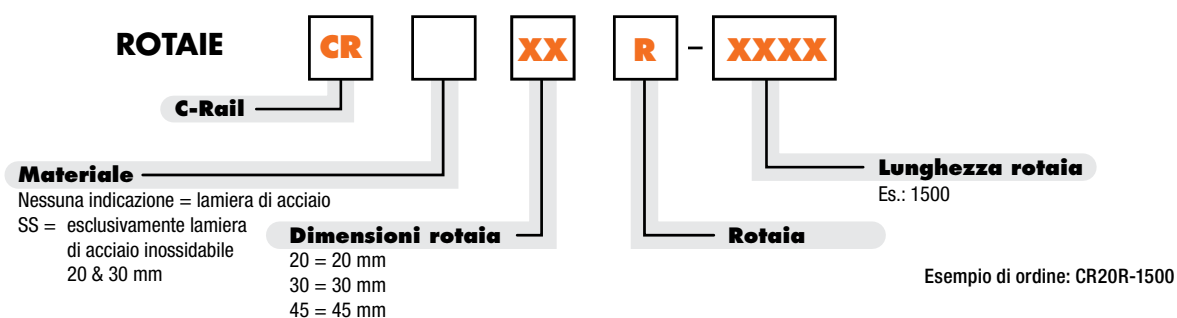 ROTAIE CR XX R – XXXX
C-Rail
Materiale
Nessuna indicazione = lamiera di acciaio
SS = esclusivamente lamiera
di acciaio inossidabile
20 & 30 mm
Dimensioni rotaia
20 = 20 mm
30 = 30 mm
45 = 45 mm
Rotaia
Lunghezza rotaia
Es.: 1500
Esempio di ordine: CR20R-1500